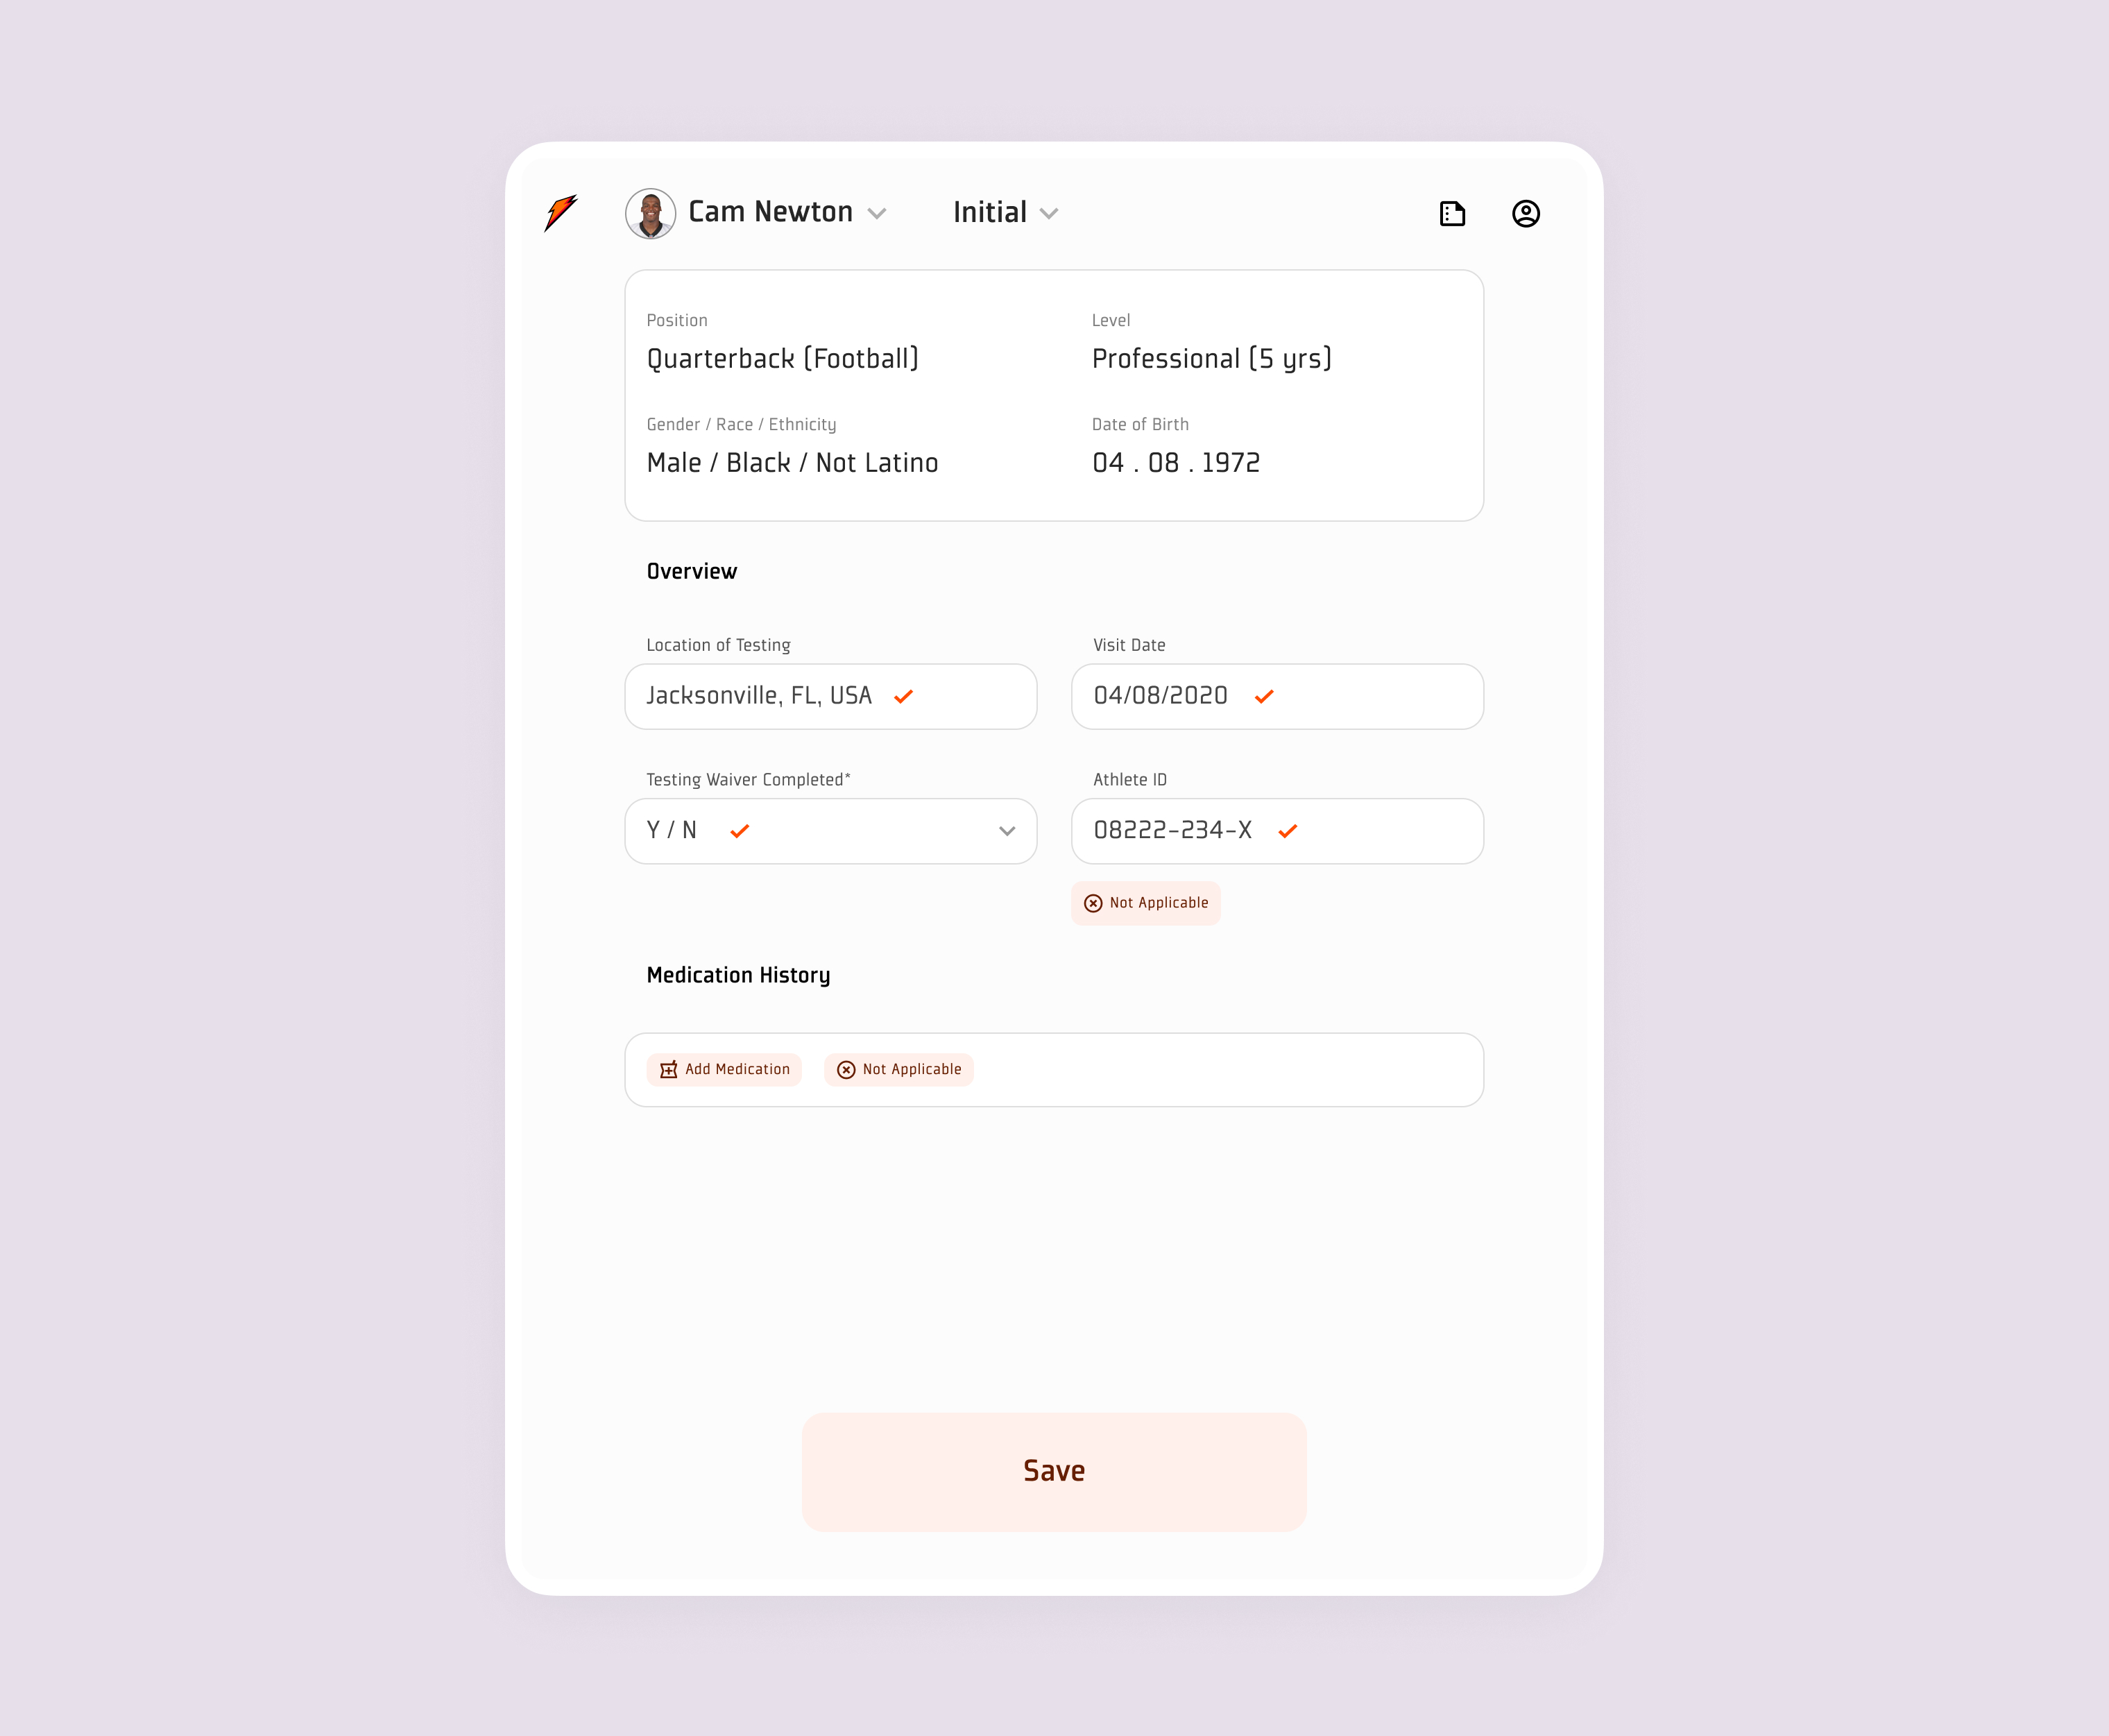 Cam Newton
Initial
Position
Level
Quarterback (Football)
Professional (5 yrs)
Gender / Race / Ethnicity
Date of Birth
Male / Black / Not Latino
04 . 08 . 1972
Overview
Location of Testing
Visit Date
Jacksonville, FL, USA
04/08/2020
Testing Waiver Completed*
Athlete ID
Y / N
08222-234-X
Not Applicable
Medication History
Add Medication
Not Applicable
Save